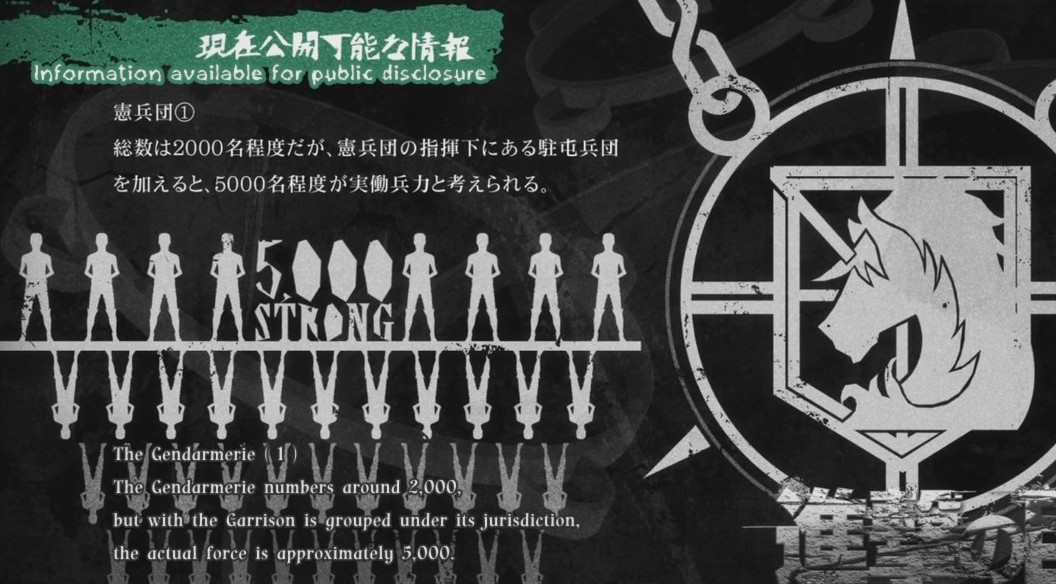 現在公開可能な情報
Information available for public disclosure
憲兵団①
総数は2000名程度だが、憲兵団の指揮下にある駐屯兵団
を加えると、5000名程度が実働兵力と考えられる。
5,000
STRONG
The Gendarmerie (1)
The Gendarmerie numbers around 2,000,
but with the Garrison is grouped under its jurisdiction,
the actual force is approximately 5,000.
進撃の